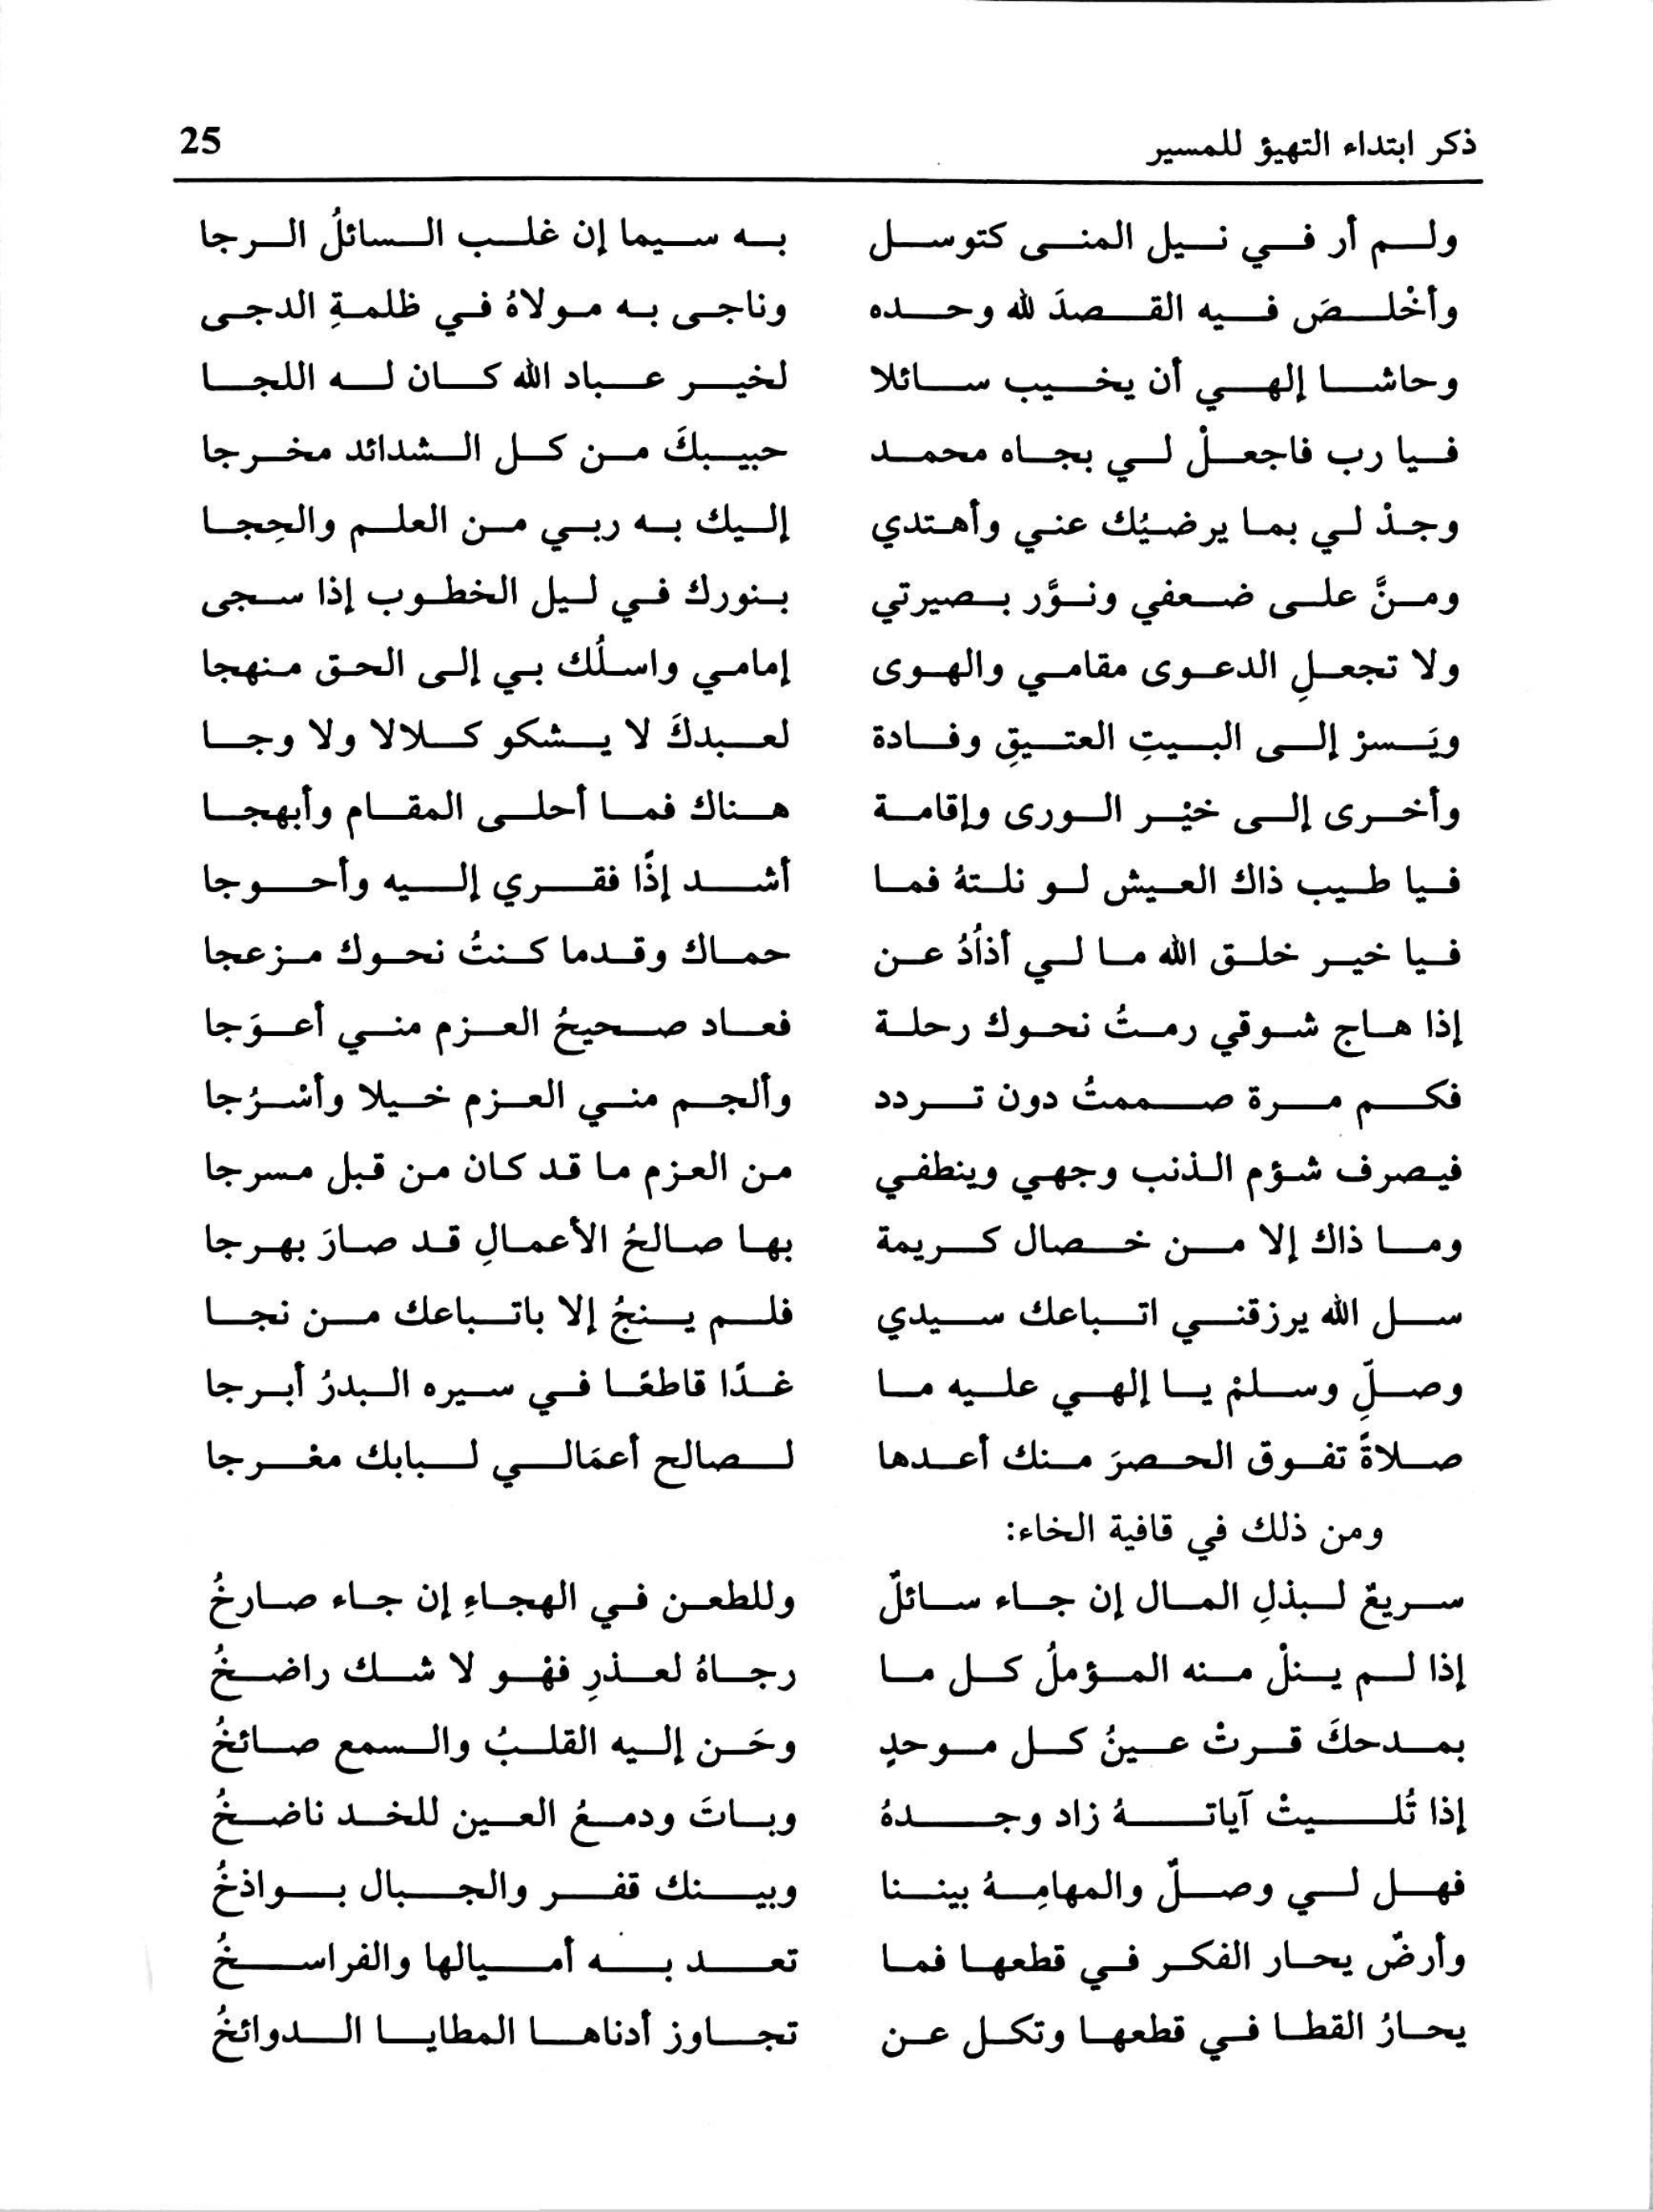 ذكر ابتداء التهيؤ للمسير 25
ولم أر في نيل المنى كتوسل به سيما إن غلب السائلُ الرجا
وأخْلصَ فيه القصدَ لله وحده وناجى به مولاهُ في ظلمةِ الدجى
وحاشا إلهي أن يخيب سائلا لخير عباد الله كان له اللجا
فيا رب فاجعلْ لي بجاه محمد حبيبكَ من كل الشدائد مخرجا
وجدْ لي بما يرضيُك عني وأهتدي إليك به ربي من العلم والحِجا
ومنَّ على ضعفي ونوَّر بصيرتي بنورك في ليل الخطوب إذا سجى
ولا تجعلِ الدعوى مقامي والهوى إمامي واسلُك بي إلى الحق منهجا
ويَسرْ إلى البيتِ العتيقِ وفادة لعبدكَ لا يشكو كلالا ولا وجا
وأخرى إلى خيْر الورى وإقامة هناك فما أحلى المقام وأبهجا
فيا طيب ذاك العيش لو نلتهُ فما أشد إذًا فقري إليه وأحوجا
فيا خير خلق الله ما لي أذأدُ عن حماك وقدما كنتُ نحوك مزعجا
إذا هاج شوقي رمتُ نحوك رحلة فعاد صحيحُ العزم مني أعوَجا
فكم مرة صممتُ دون تردد وألجم مني العزم خيلا وأسْرُجا
فيصرف شؤم الذنب وجهي وينطفي من العزم ما قد كان من قبل مسرجا
وما ذاك إلا من خصال كريمة بها صالحُ الأعمالِ قد صارَ بهرجا
سل الله يرزقني اتباعك سيدي فلم ينجُ إلا باتباعك من نجا
وصلِّ وسلمْ يا إلهي عليه ما غدًا قاطعًا في سيره البدرُ أبرجا
صلاةً تفوق الحصرَ منك أعدها لصالح أعمَالي لبابك مغرجا
ومن ذلك في قافية الخاء:
سريعٌ لبذلِ المال إن جاء سائلٌ وللطعن في الهجاءِ إن جاء صارخُ
إذا لم ينلْ منه المؤملُ كل ما رجاهُ لعذرِ فهْو لا شك راضخُ
بمدحكَ قرتْ عينُ كل موحدٍ وحَن إليه القلبُ والسمع صائخُ
إذا تُليتْ آياتهُ زاد وجدهُ وباتَ ودمعُ العين للخد ناضخُ
فهل لي وصلٌ والمهامِهُ بيننا وبينك قفر والجبال بواذخُ
وأرضٌ يحار الفكر في قطعها فما تعد به أميالها والفراسخُ
يحارُ القطا في قطعها وتكل عن تجاوز أدناها المطايا الدوائخُ